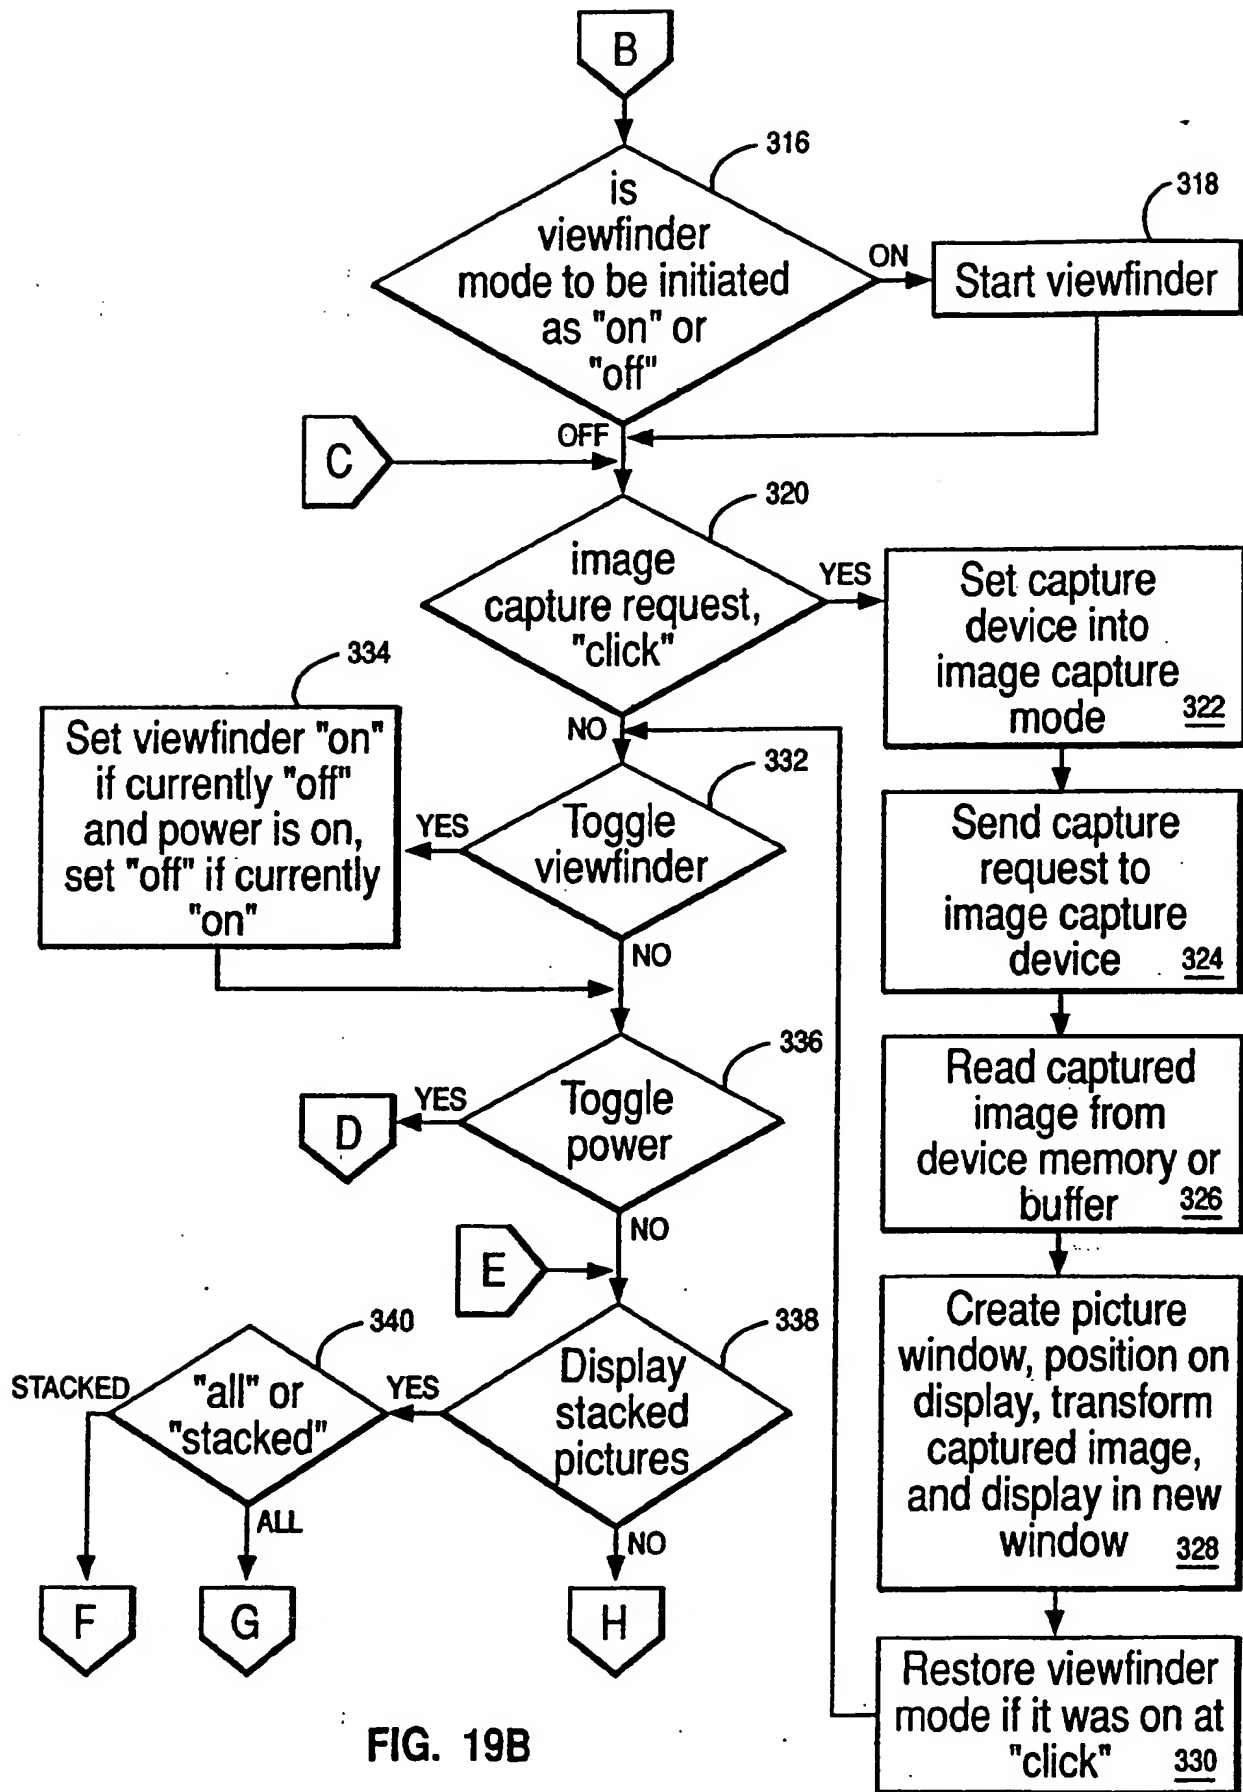 B
316
is
viewfinder
mode to be initiated
as "on" or
"off"
ON
318
Start viewfinder
OFF
C
320
image
capture request,
"click"
YES
Set capture
device into
image capture
mode 322
NO
334
Set viewfinder "on"
if currently "off"
and power is on,
set "off" if currently
"on"
332
Toggle
viewfinder
YES
NO
Send capture
request to
image capture
device 324
336
Toggle
power
YES
D
NO
Read captured
image from
device memory or
buffer 326
E
338
Display
stacked
pictures
YES
340
"all" or
"stacked"
STACKED
ALL
NO
Create picture
window, position on
display, transform
captured image,
and display in new
window 328
F
G
H
Restore viewfinder
mode if it was on at
"click" 330
FIG. 19B